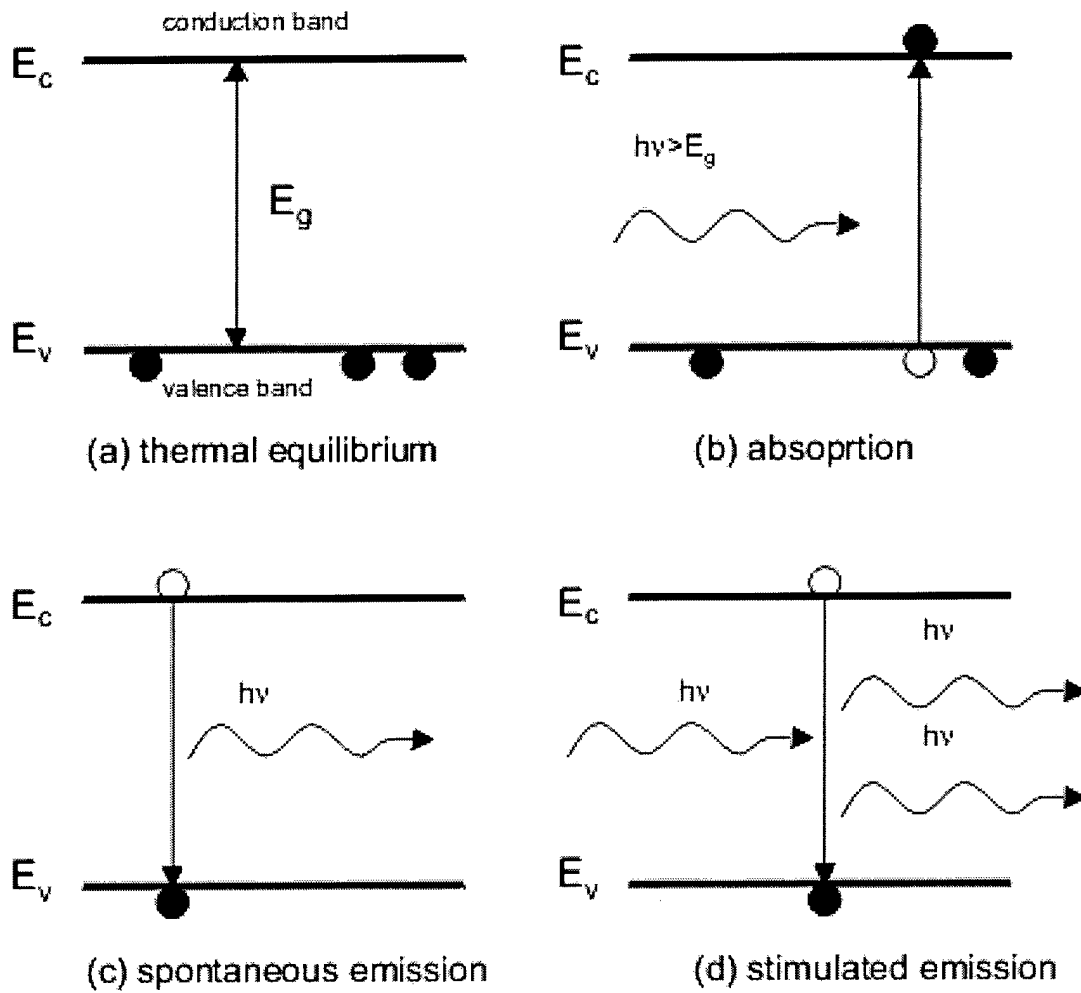 conduction band
E_c
E_g
E_v
valence band
(a) thermal equilibrium
E_c
hν>E_g
E_v
(b) absoprtion
E_c
hν
E_v
(c) spontaneous emission
E_c
hν
hν
hν
E_v
(d) stimulated emission